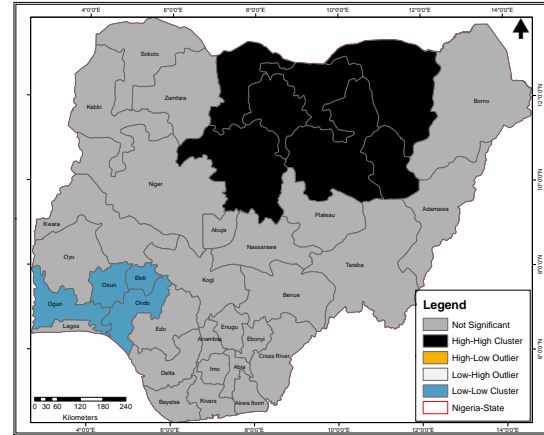 4°0'0"E 6°0'0"E 8°0'0"E 10°0'0"E 12°0'0"E 14°0'0"E
Sokoto
Zamfara
Kebbi
Borno
12°0'0"N
Niger
10°0'0"N
Kwara
Abuja
Plateau
Adamawa
Nassarawa
Oyo
Taraba
8°0'0"N
Osun
Ekiti
Kogi
Ogun
Ondo
Benue
Lagos
Edo
Enugu
Anambra
Ebonyi
Cross River
6°0'0"N
Delta
Imo
Abia
Bayelsa
Rivers
Akwa Ibom
Legend
Not Significant
High-High Cluster
High-Low Outlier
Low-High Outlier
Low-Low Cluster
Nigeria-State
0 30 60 120 180 240
Kilometers
4°0'0"E 6°0'0"E 8°0'0"E 10°0'0"E 12°0'0"E 14°0'0"E